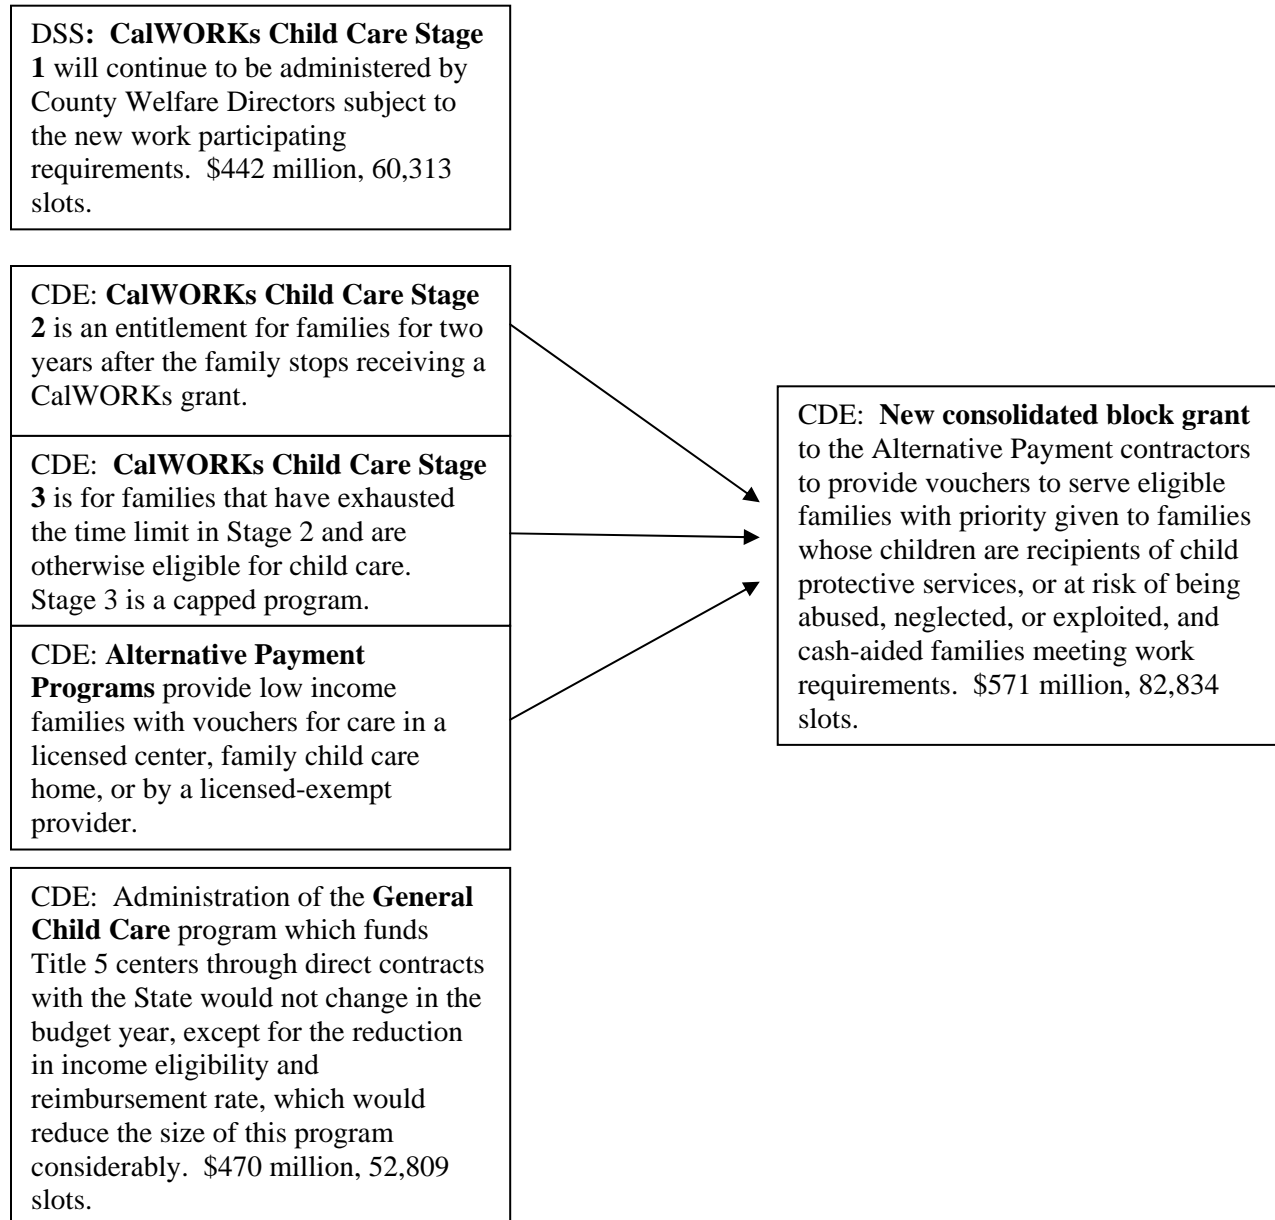 DSS:  CalWORKs Child Care Stage
1 will continue to be administered by
County Welfare Directors subject to
the new work participating
requirements.  $442 million, 60,313
slots.
CDE: CalWORKs Child Care Stage
2 is an entitlement for families for two
years after the family stops receiving a
CalWORKs grant.
CDE:  CalWORKs Child Care Stage
3 is for families that have exhausted
the time limit in Stage 2 and are
otherwise eligible for child care.
Stage 3 is a capped program.
CDE: Alternative Payment
Programs provide low income
families with vouchers for care in a
licensed center, family child care
home, or by a licensed-exempt
provider.
CDE:  Administration of the General
Child Care program which funds
Title 5 centers through direct contracts
with the State would not change in the
budget year, except for the reduction
in income eligibility and
reimbursement rate, which would
reduce the size of this program
considerably.  $470 million, 52,809
slots.
CDE:  New consolidated block grant
to the Alternative Payment contractors
to provide vouchers to serve eligible
families with priority given to families
whose children are recipients of child
protective services, or at risk of being
abused, neglected, or exploited, and
cash-aided families meeting work
requirements.  $571 million, 82,834
slots.